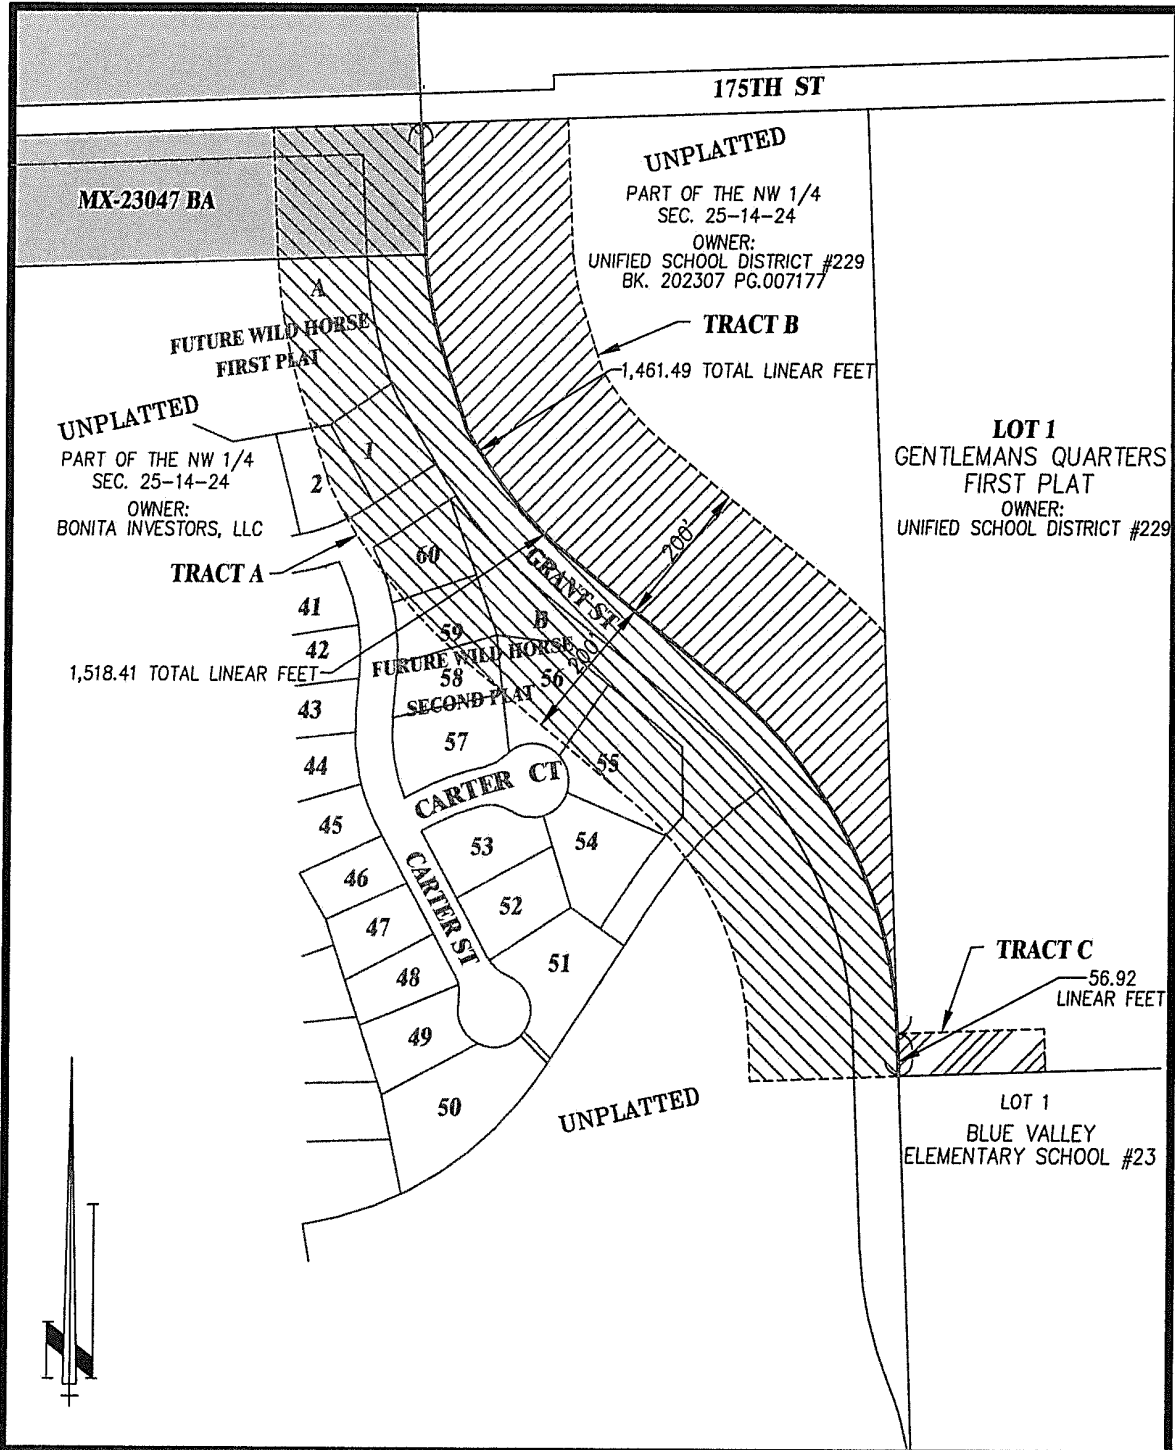 175TH ST
UNPLATTED
PART OF THE NW 1/4
SEC. 25-14-24
OWNER:
UNIFIED SCHOOL DISTRICT #229
BK. 202307 PG.007177
MX-23047 BA
A
FUTURE WILD HORSE
FIRST PLAT
TRACT B
1,461.49 TOTAL LINEAR FEET
UNPLATTED
PART OF THE NW 1/4
SEC. 25-14-24
OWNER:
BONITA INVESTORS, LLC
1
2
LOT 1
GENTLEMANS QUARTERS
FIRST PLAT
OWNER:
UNIFIED SCHOOL DISTRICT #229
TRACT A
200'
GRANT ST
60
41
59
B
42
FURURE WILD HORSE
200'
1,518.41 TOTAL LINEAR FEET
58
56
SECOND PLAT
43
57
44
55
CARTER CT
45
53
54
46
CARTER ST
52
47
51
48
49
50
TRACT C
56.92
LINEAR FEET
UNPLATTED
LOT 1
BLUE VALLEY
ELEMENTARY SCHOOL #23